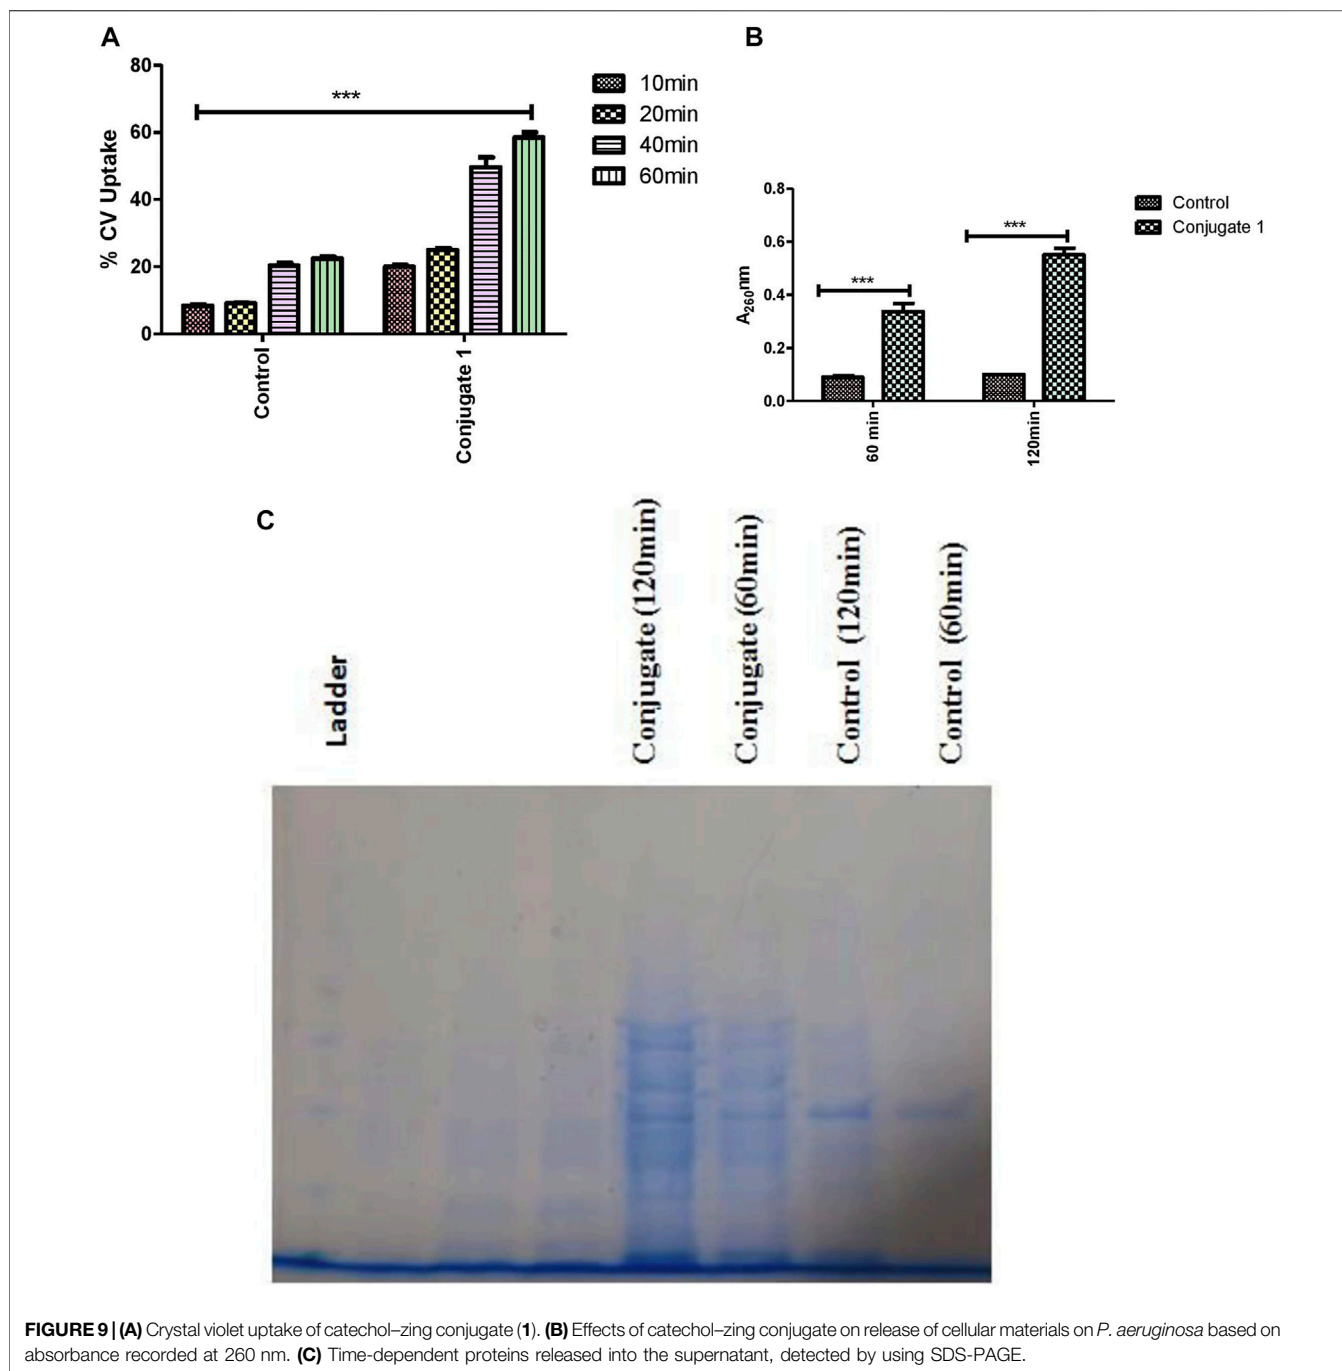 A
80
60
40
20
0
% CV Uptake
***
10min
20min
40min
60min
Control
Conjugate 1
B
0.8
0.6
0.4
0.2
0.0
A260nm
***
***
Control
Conjugate 1
60 min
120min
C
Ladder
Conjugate (120min)
Conjugate (60min)
Control (120min)
Control (60min)
FIGURE 9 | (A) Crystal violet uptake of catechol–zing conjugate (1). (B) Effects of catechol–zing conjugate on release of cellular materials on P. aeruginosa based on
absorbance recorded at 260 nm. (C) Time-dependent proteins released into the supernatant, detected by using SDS-PAGE.